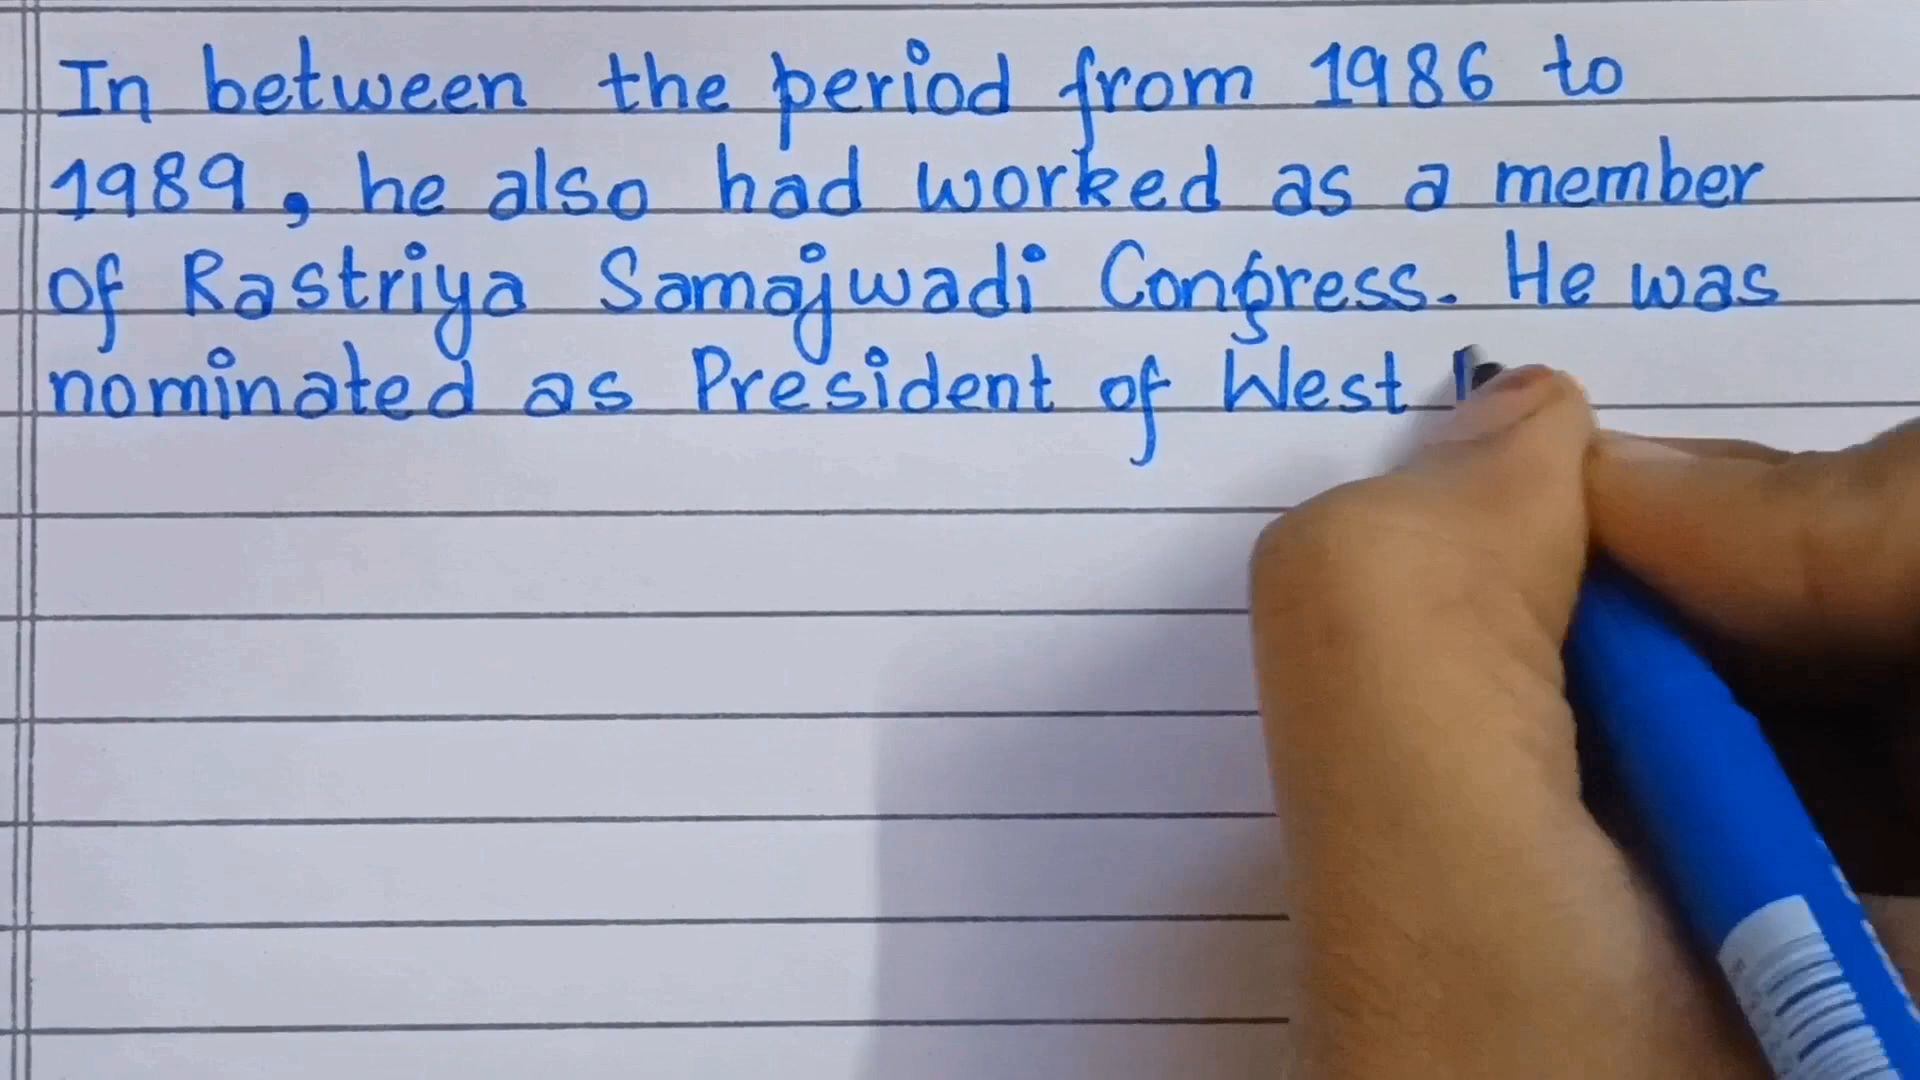 In between the period from 1986 to
1989, he also had worked as a member
of Rastriya Samajwadi Congress. He was
nominated as President of West